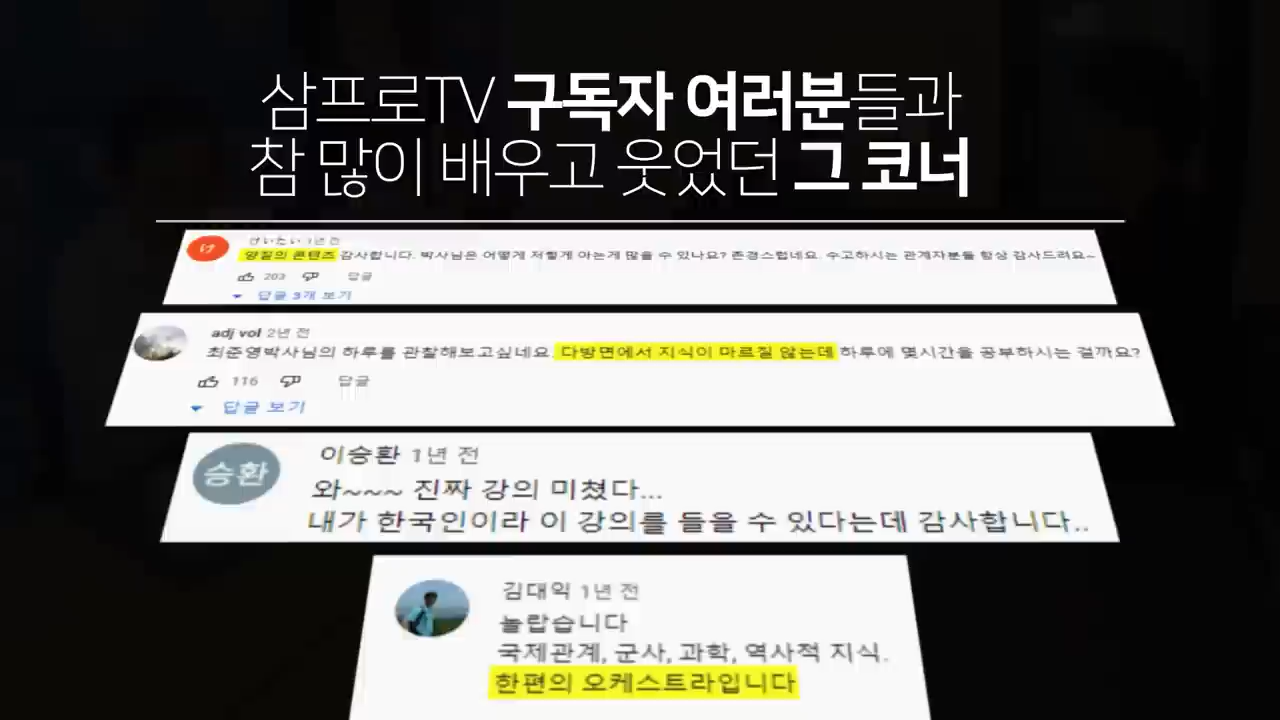 삼프로TV 구독자 여러분들과
참 많이 배우고 웃었던 그 코너
け けいたい 1년 전
양질의 콘텐즈 감사합니다. 박사님은 어떻게 저렇게 아는게 많을 수 있나요? 존경스럽네요. 수고하시는 관계자분들 항상 감사드려요~
203 답글
답글 3개 보기
adj vol 2년 전
최준영박사님의 하루를 관찰해보고싶네요. 다방면에서 지식이 마르질 않는데 하루에 몇시간을 공부하시는 걸까요?
116 답글
답글 보기
승환 이승환 1년 전
와~~~ 진짜 강의 미쳤다...
내가 한국인이라 이 강의를 들을 수 있다는데 감사합니다..
김대익 1년 전
놀랍습니다
국제관계, 군사, 과학, 역사적 지식.
한편의 오케스트라입니다